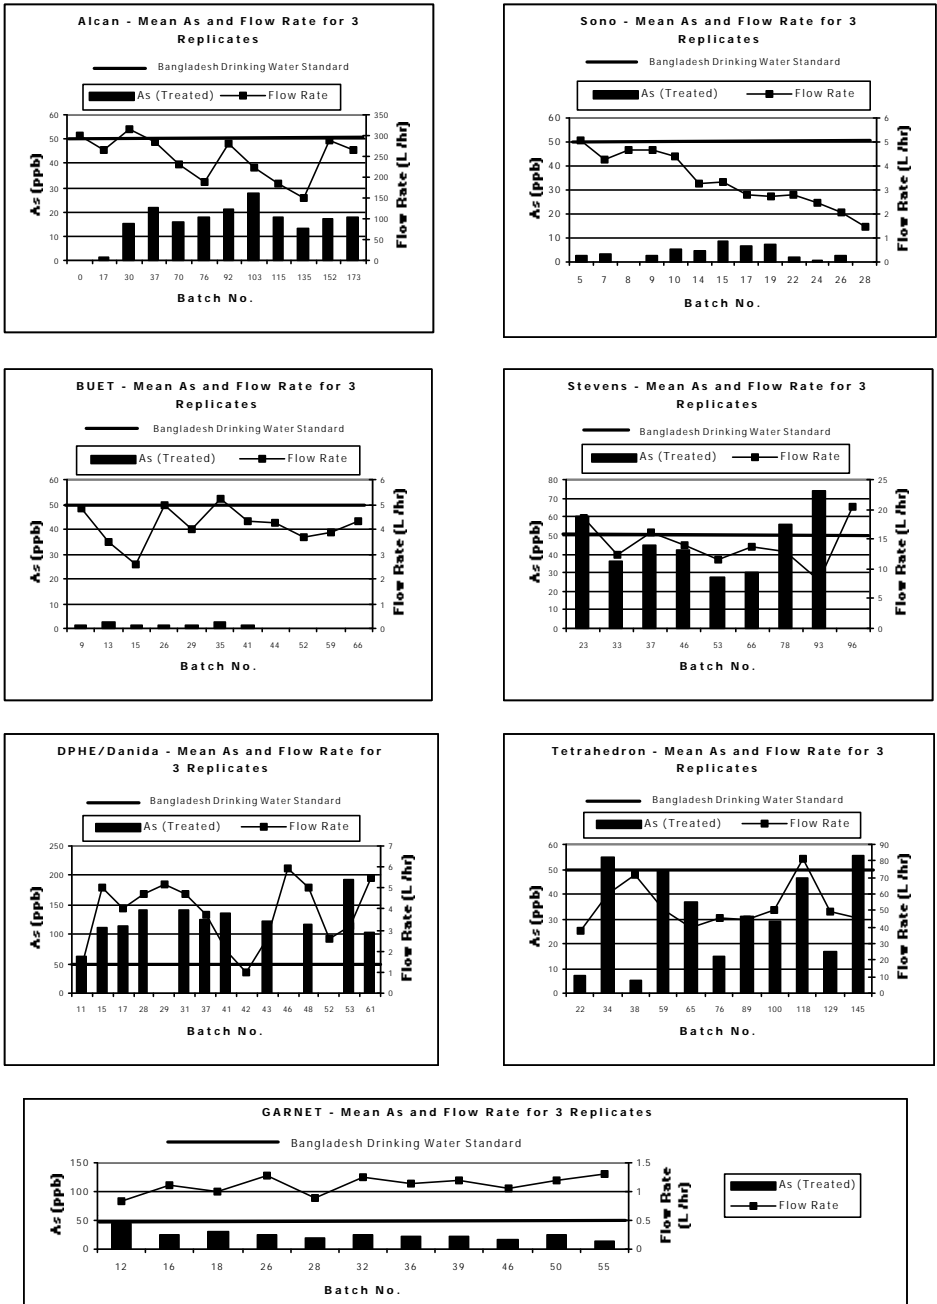 Alcan - Mean As and Flow Rate for 3
Replicates
Bangladesh Drinking Water Standard
As (Treated) Flow Rate
60
50
40
30
20
10
0
As (ppb)
350
300
250
200
150
100
50
0
Flow Rate (L /hr)
0 17 30 37 70 76 92 103 115 135 152 173
Batch No.
Sono - Mean As and Flow Rate for 3
Replicates
Bangladesh Drinking Water Standard
As (Treated) Flow Rate
60
50
40
30
20
10
0
As (ppb)
6
5
4
3
2
1
0
Flow Rate (L /hr)
5 7 8 9 10 14 15 17 19 22 24 26 28
Batch No.
BUET - Mean As and Flow Rate for 3
Replicates
Bangladesh Drinking Water Standard
As (Treated) Flow Rate
60
50
40
30
20
10
0
As (ppb)
6
5
4
3
2
1
0
Flow Rate (L /hr)
9 13 15 26 29 35 41 44 52 59 66
Batch No.
Stevens - Mean As and Flow Rate for 3
Replicates
Bangladesh Drinking Water Standard
As (Treated) Flow Rate
80
70
60
50
40
30
20
10
0
As (ppb)
25
20
15
10
5
0
Flow Rate (L /hr)
23 33 37 46 53 66 78 93 96
Batch No.
DPHE/Danida - Mean As and Flow Rate for
3 Replicates
Bangladesh Drinking Water Standard
As (Treated) Flow Rate
250
200
150
100
50
0
As (ppb)
7
6
5
4
3
2
1
0
Flow Rate (L /hr)
11 15 17 28 29 31 37 41 42 43 46 48 52 53 61
Batch No.
Tetrahedron - Mean As and Flow Rate for 3
Replicates
Bangladesh Drinking Water Standard
As (Treated) Flow Rate
60
50
40
30
20
10
0
As (ppb)
90
80
70
60
50
40
30
20
10
0
Flow Rate (L /hr)
22 34 38 59 65 76 89 100 118 129 145
Batch No.
GARNET - Mean As and Flow Rate for 3 Replicates
Bangladesh Drinking Water Standard
150
100
50
0
As (ppb)
1.5
1
0.5
0
Flow Rate
(L /hr)
As (Treated)
Flow Rate
12 16 18 26 28 32 36 39 46 50 55
Batch No.